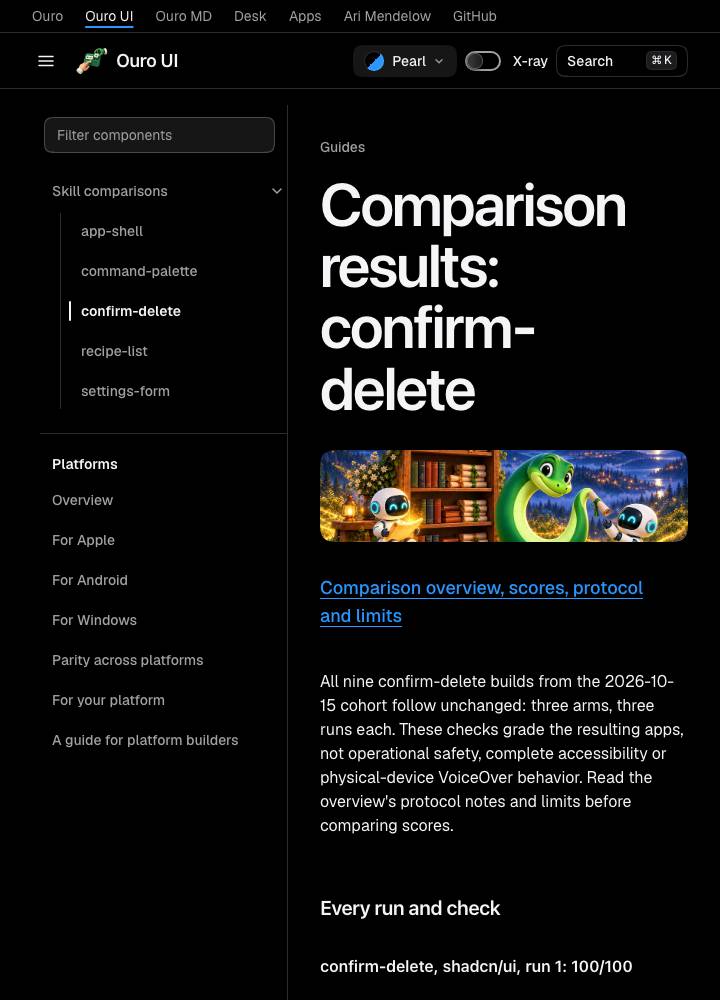 Ouro
Ouro UI
Ouro MD
Desk
Apps
Ari Mendelow
GitHub
Ouro UI
Pearl
X-ray
Search
⌘ K
Filter components
Skill comparisons
app-shell
command-palette
confirm-delete
recipe-list
settings-form
Platforms
Overview
For Apple
For Android
For Windows
Parity across platforms
For your platform
A guide for platform builders
Guides
Comparison
results:
confirm-
delete
Comparison overview, scores, protocol
and limits
All nine confirm-delete builds from the 2026-10-
15 cohort follow unchanged: three arms, three
runs each. These checks grade the resulting apps,
not operational safety, complete accessibility or
physical-device VoiceOver behavior. Read the
overview's protocol notes and limits before
comparing scores.
Every run and check
confirm-delete, shadcn/ui, run 1: 100/100